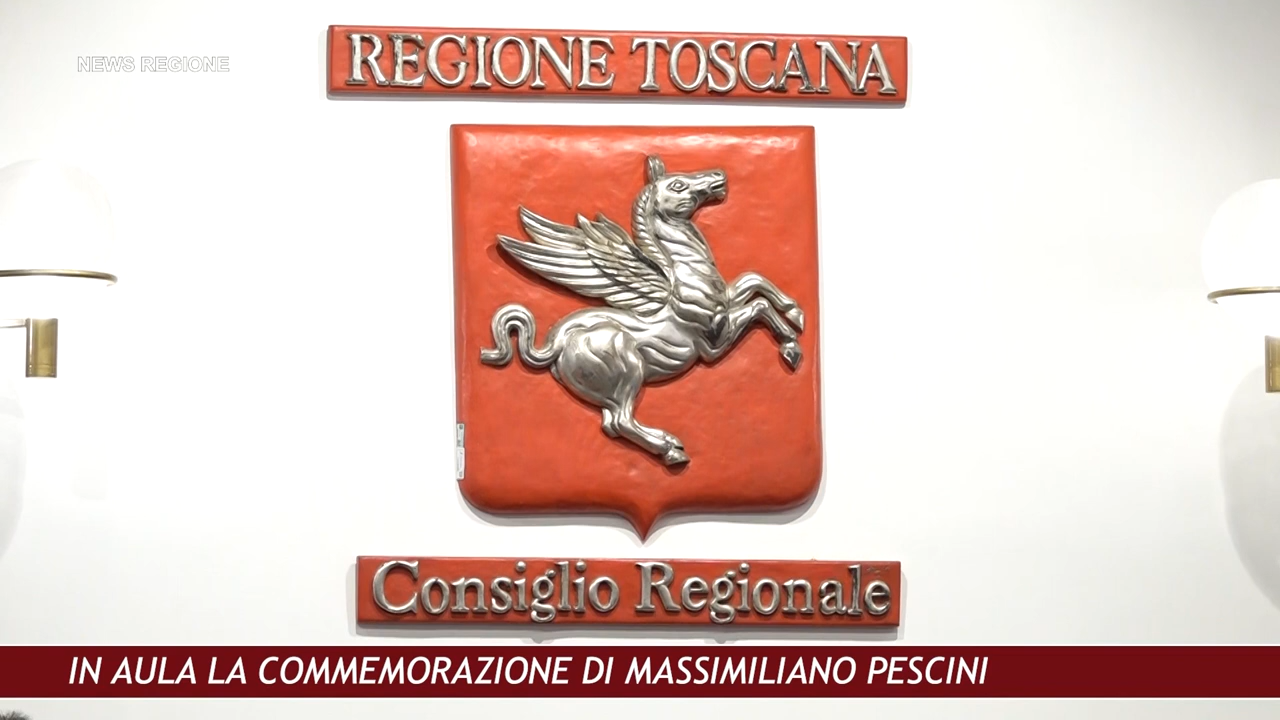 NEWS REGIONE
REGIONE TOSCANA
Consiglio Regionale
IN AULA LA COMMEMORAZIONE DI MASSIMILIANO PESCINI